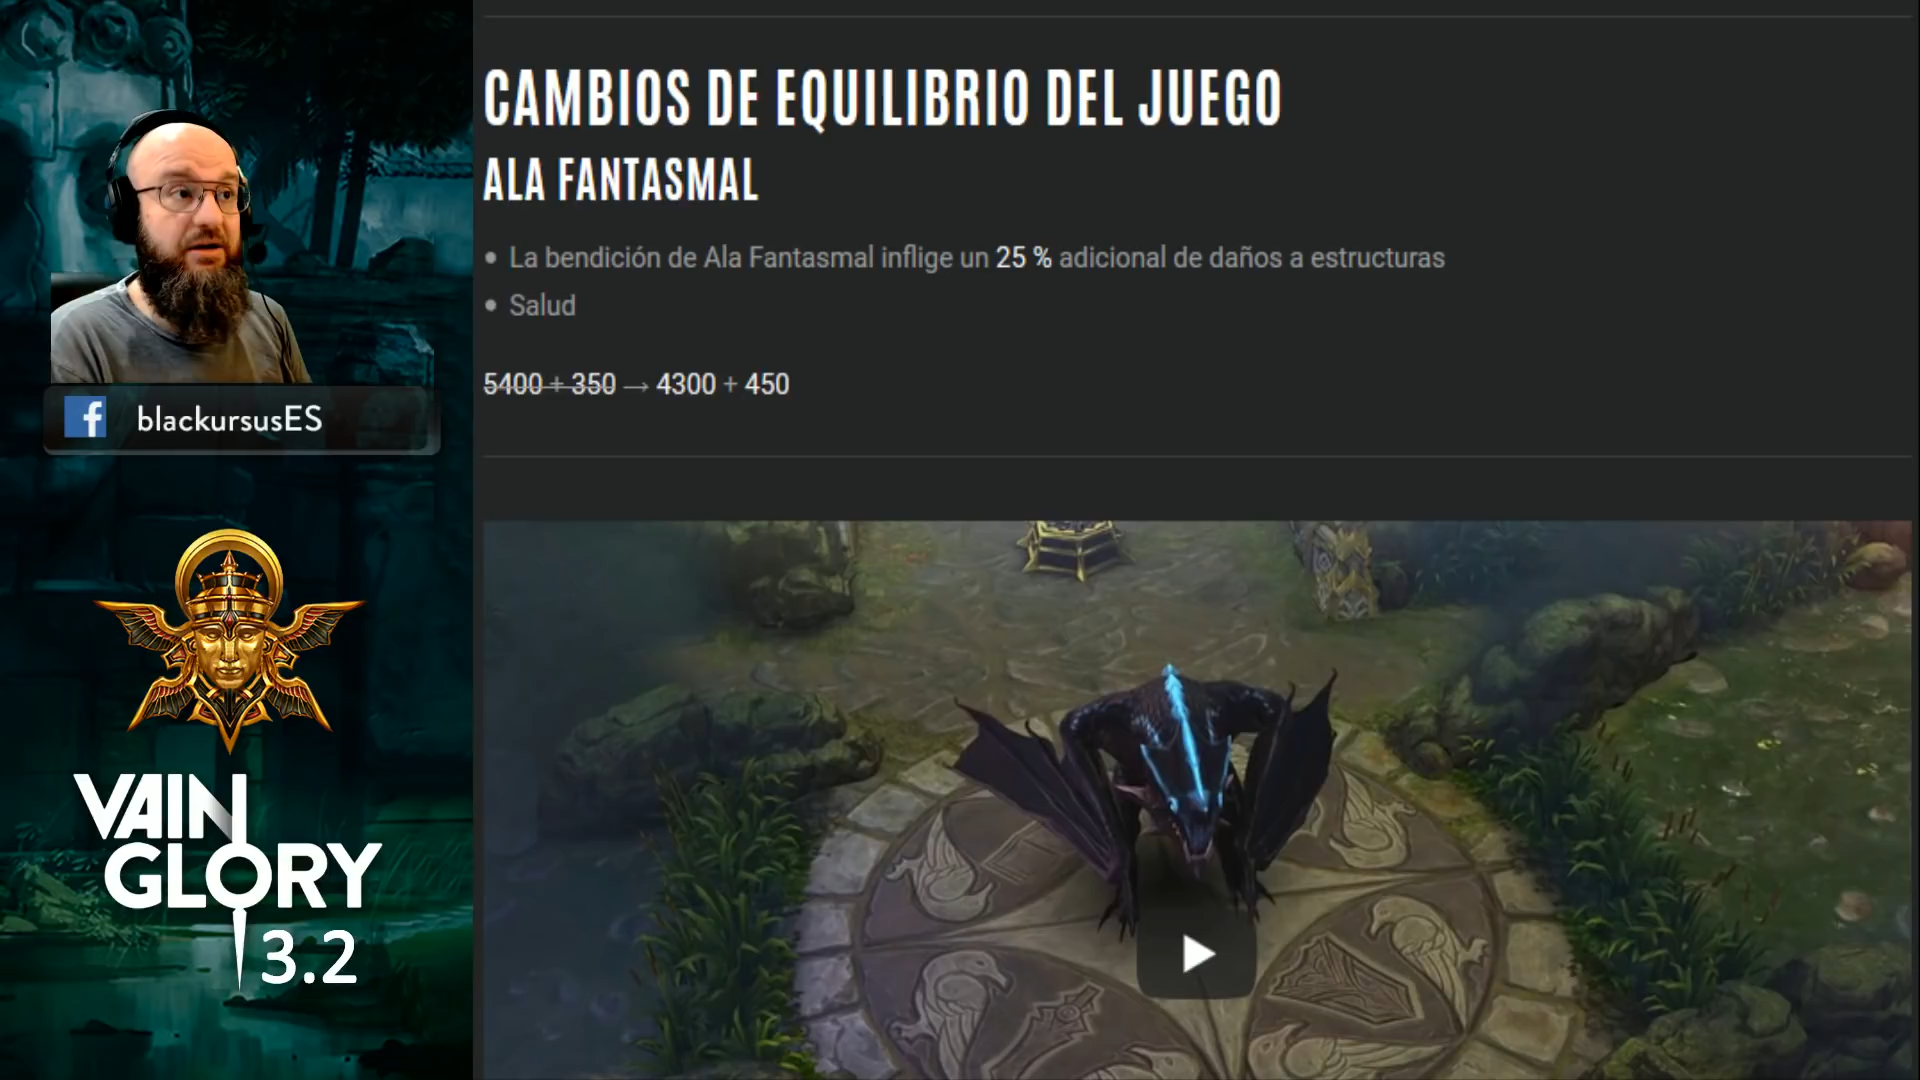 CAMBIOS DE EQUILIBRIO DEL JUEGO
ALA FANTASMAL
• La bendición de Ala Fantasmal inflige un 25 % adicional de daños a estructuras
• Salud
5400 + 350 → 4300 + 450
f blackursusES
VAIN
GLORY
3.2